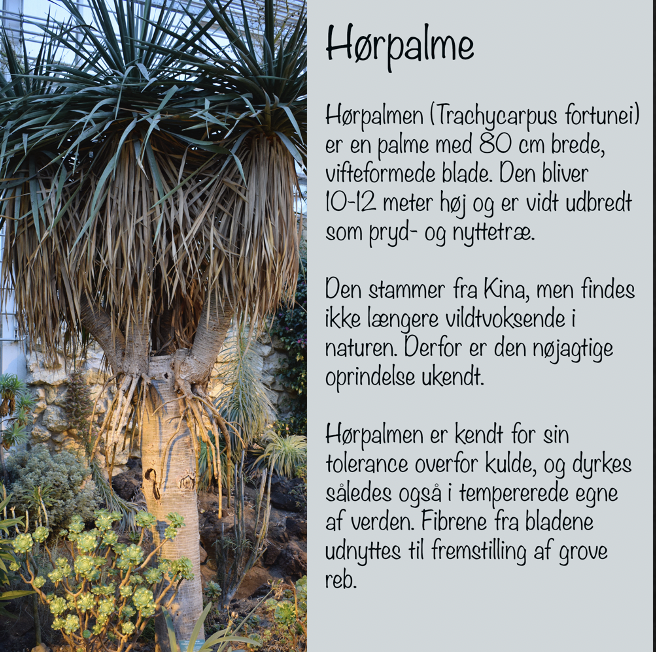 Hørpalme
Hørpalmen (Trachycarpus fortunei)
er en palme med 80 cm brede,
vifteformede blade. Den bliver
10-12 meter høj og er vidt udbredt
som pryd- og nyttetræ.
Den stammer fra Kina, men findes
ikke længere vildtvoksende i
naturen. Derfor er den nøjagtige
oprindelse ukendt.
Hørpalmen er kendt for sin
tolerance overfor kulde, og dyrkes
således også i tempererede egne
af verden. Fibrene fra bladene
udnyttes til fremstilling af grove
reb.